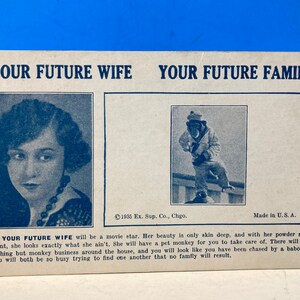 OUR FUTURE WIFE YOUR FUTURE FAMI
©1935 Ex. Sup. Co., Chgo. Made in U.S.A.
YOUR FUTURE WIFE will be a movie star. Her beauty is only skin deep, and with her powder a
ut, she looks exactly what she ain't. She will have a pet monkey for you to take care of. There will
hing but monkey business around the house, and you will look like you have been chased by a babo
u will both be so busy trying to find one another that no family will result.